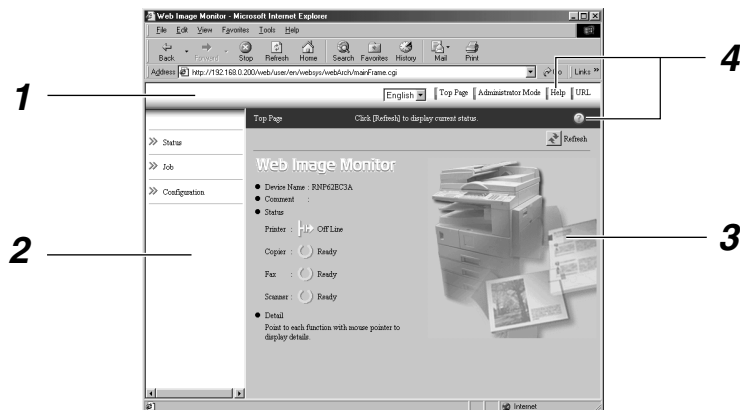 Web Image Monitor - Microsoft Internet Explorer
File Edit View Favorites Tools Help
Back Forward Stop Refresh Home Search Favorites History Mail Print
Address http://192.168.0.200/web/user/en/websys/webArch/mainFrame.cgi Go Links »
English Top Page Administrator Mode Help URL
Top Page Click [Refresh] to display current status. ?
Refresh
Status
Job
Configuration
Web Image Monitor
● Device Name : RNP62EC3A
● Comment :
● Status
Printer : Off Line
Copier : Ready
Fax : Ready
Scanner : Ready
● Detail
Point to each function with mouse pointer to
display details.
Internet
1
2
3
4